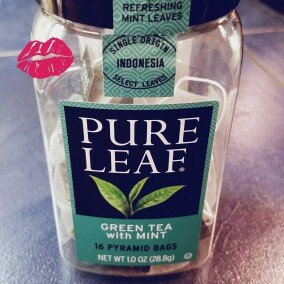 REFRESHING
MINT LEAVES
SINGLE ORIGIN
INDONESIA
SELECT LEAVES
PURE
LEAF®
GREEN TEA
with MINT
16 PYRAMID BAGS
NET WT 1.0 OZ (28.8g)